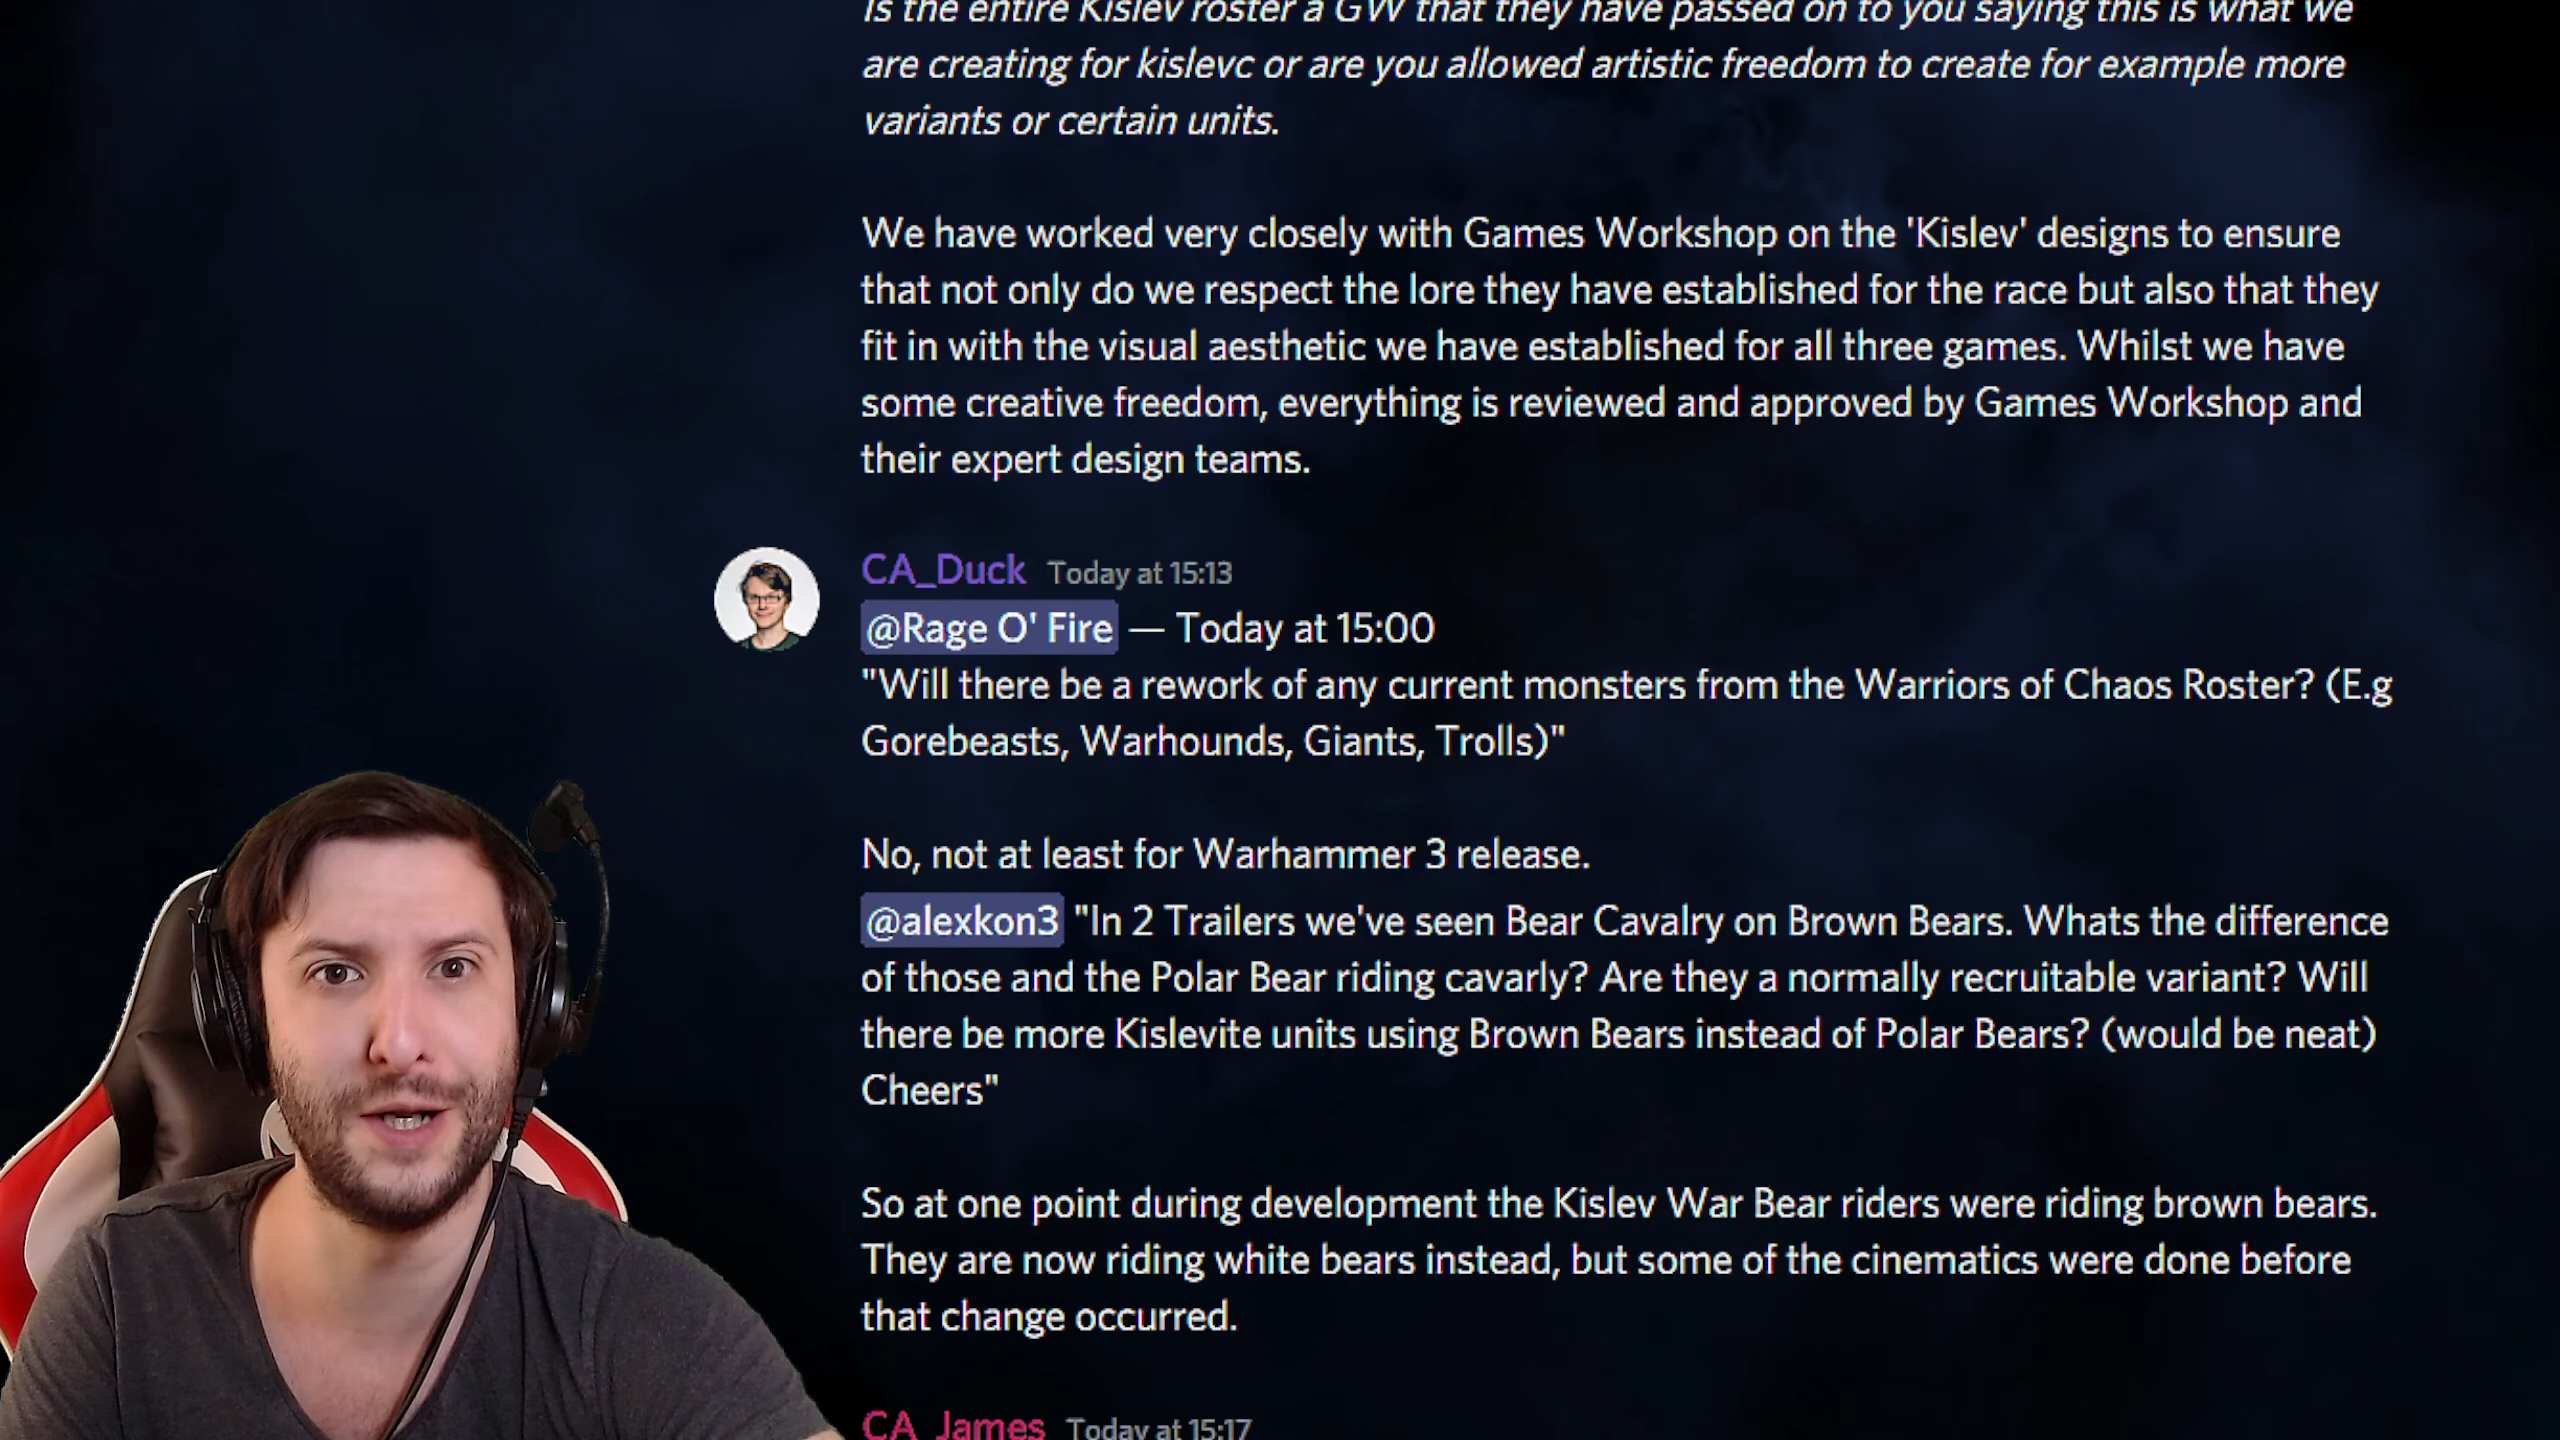 Is the entire Kislev roster a GW that they have passed on to you saying this is what we
are creating for kislevc or are you allowed artistic freedom to create for example more
variants or certain units.
We have worked very closely with Games Workshop on the 'Kislev' designs to ensure
that not only do we respect the lore they have established for the race but also that they
fit in with the visual aesthetic we have established for all three games. Whilst we have
some creative freedom, everything is reviewed and approved by Games Workshop and
their expert design teams.
CA_Duck Today at 15:13
@Rage O' Fire — Today at 15:00
"Will there be a rework of any current monsters from the Warriors of Chaos Roster? (E.g
Gorebeasts, Warhounds, Giants, Trolls)"
No, not at least for Warhammer 3 release.
@alexkon3 "In 2 Trailers we've seen Bear Cavalry on Brown Bears. Whats the difference
of those and the Polar Bear riding cavarly? Are they a normally recruitable variant? Will
there be more Kislevite units using Brown Bears instead of Polar Bears? (would be neat)
Cheers"
So at one point during development the Kislev War Bear riders were riding brown bears.
They are now riding white bears instead, but some of the cinematics were done before
that change occurred.
CA_James Today at 15:17